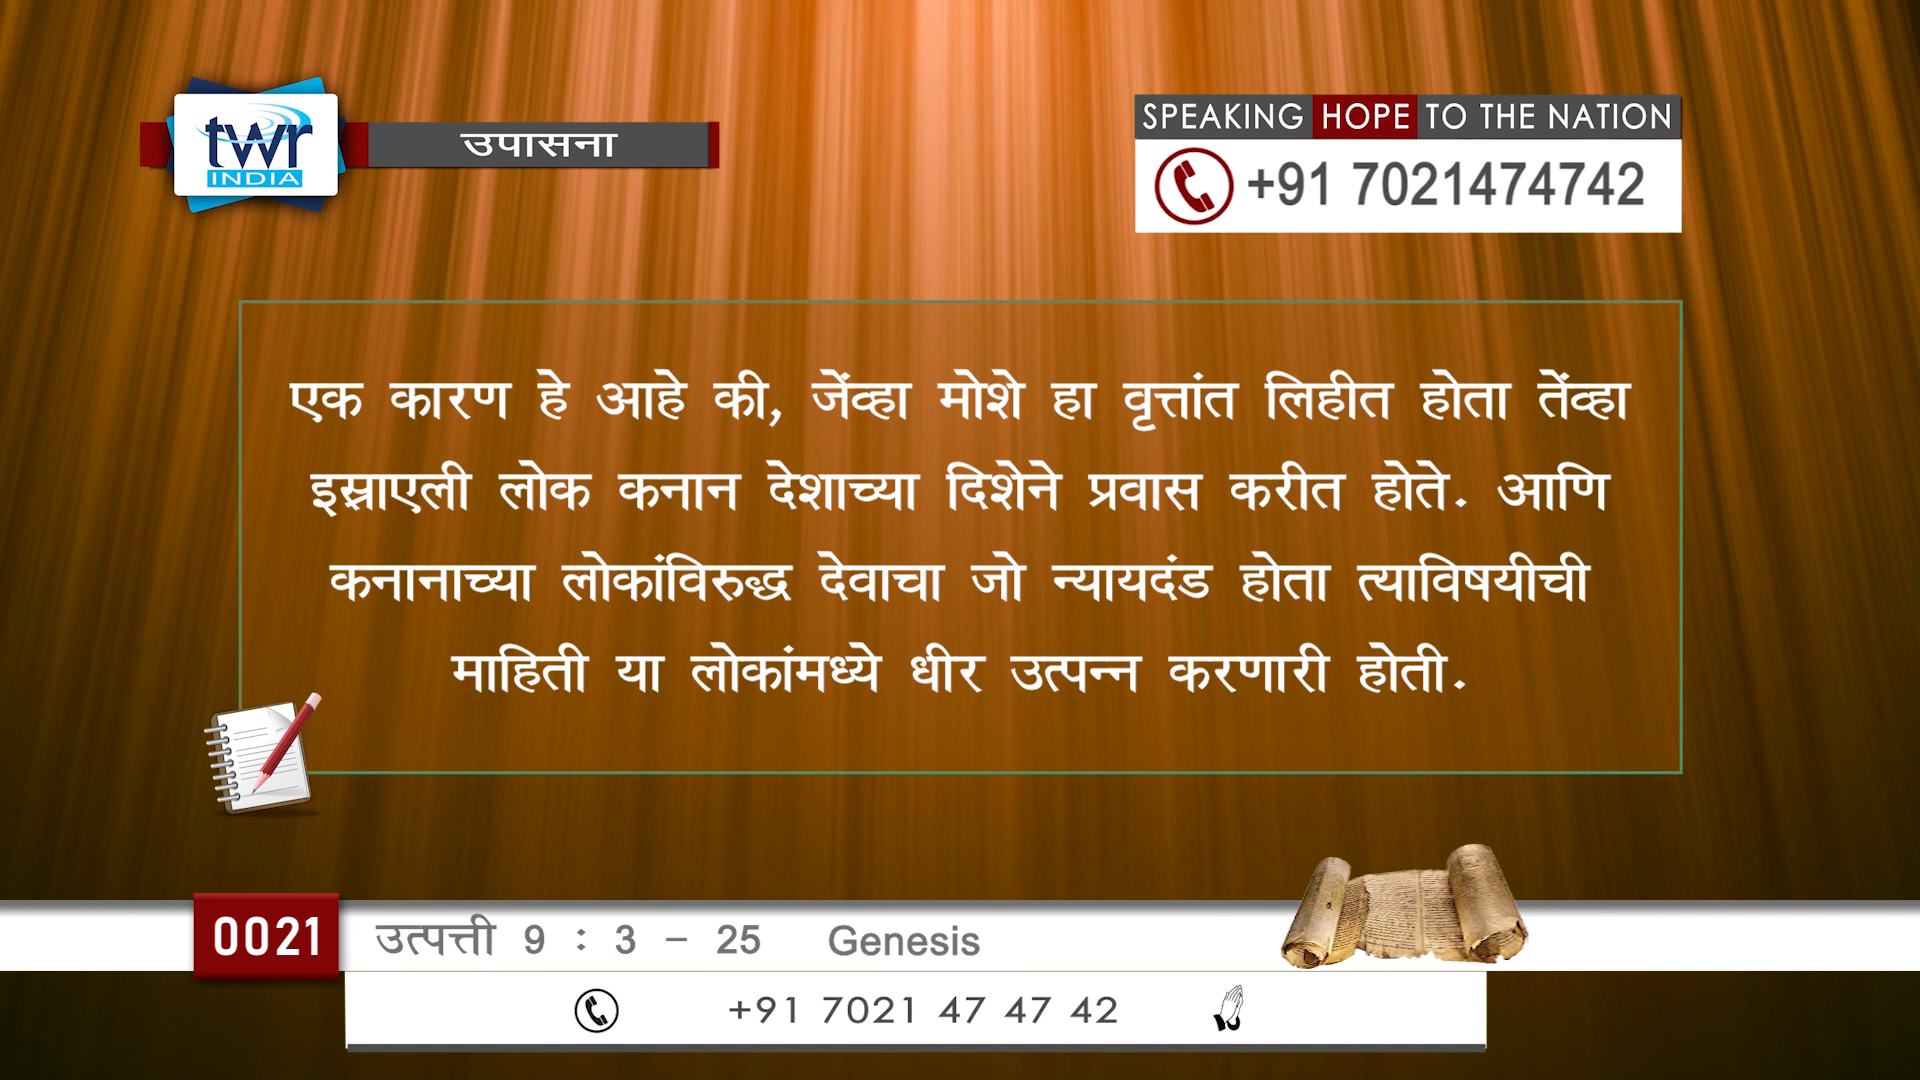 twr
INDIA
उपासना
SPEAKING HOPE TO THE NATION
+91 7021474742
एक कारण हे आहे की, जेंव्हा मोशे हा वृत्तांत लिहीत होता तेंव्हा
इस्राएली लोक कनान देशाच्या दिशेने प्रवास करीत होते. आणि
कनानाच्या लोकांविरुद्ध देवाचा जो न्यायदंड होता त्याविषयीची
माहिती या लोकांमध्ये धीर उत्पन्न करणारी होती.
0021 उत्पत्ती 9 : 3 - 25 Genesis
+91 7021 47 47 42